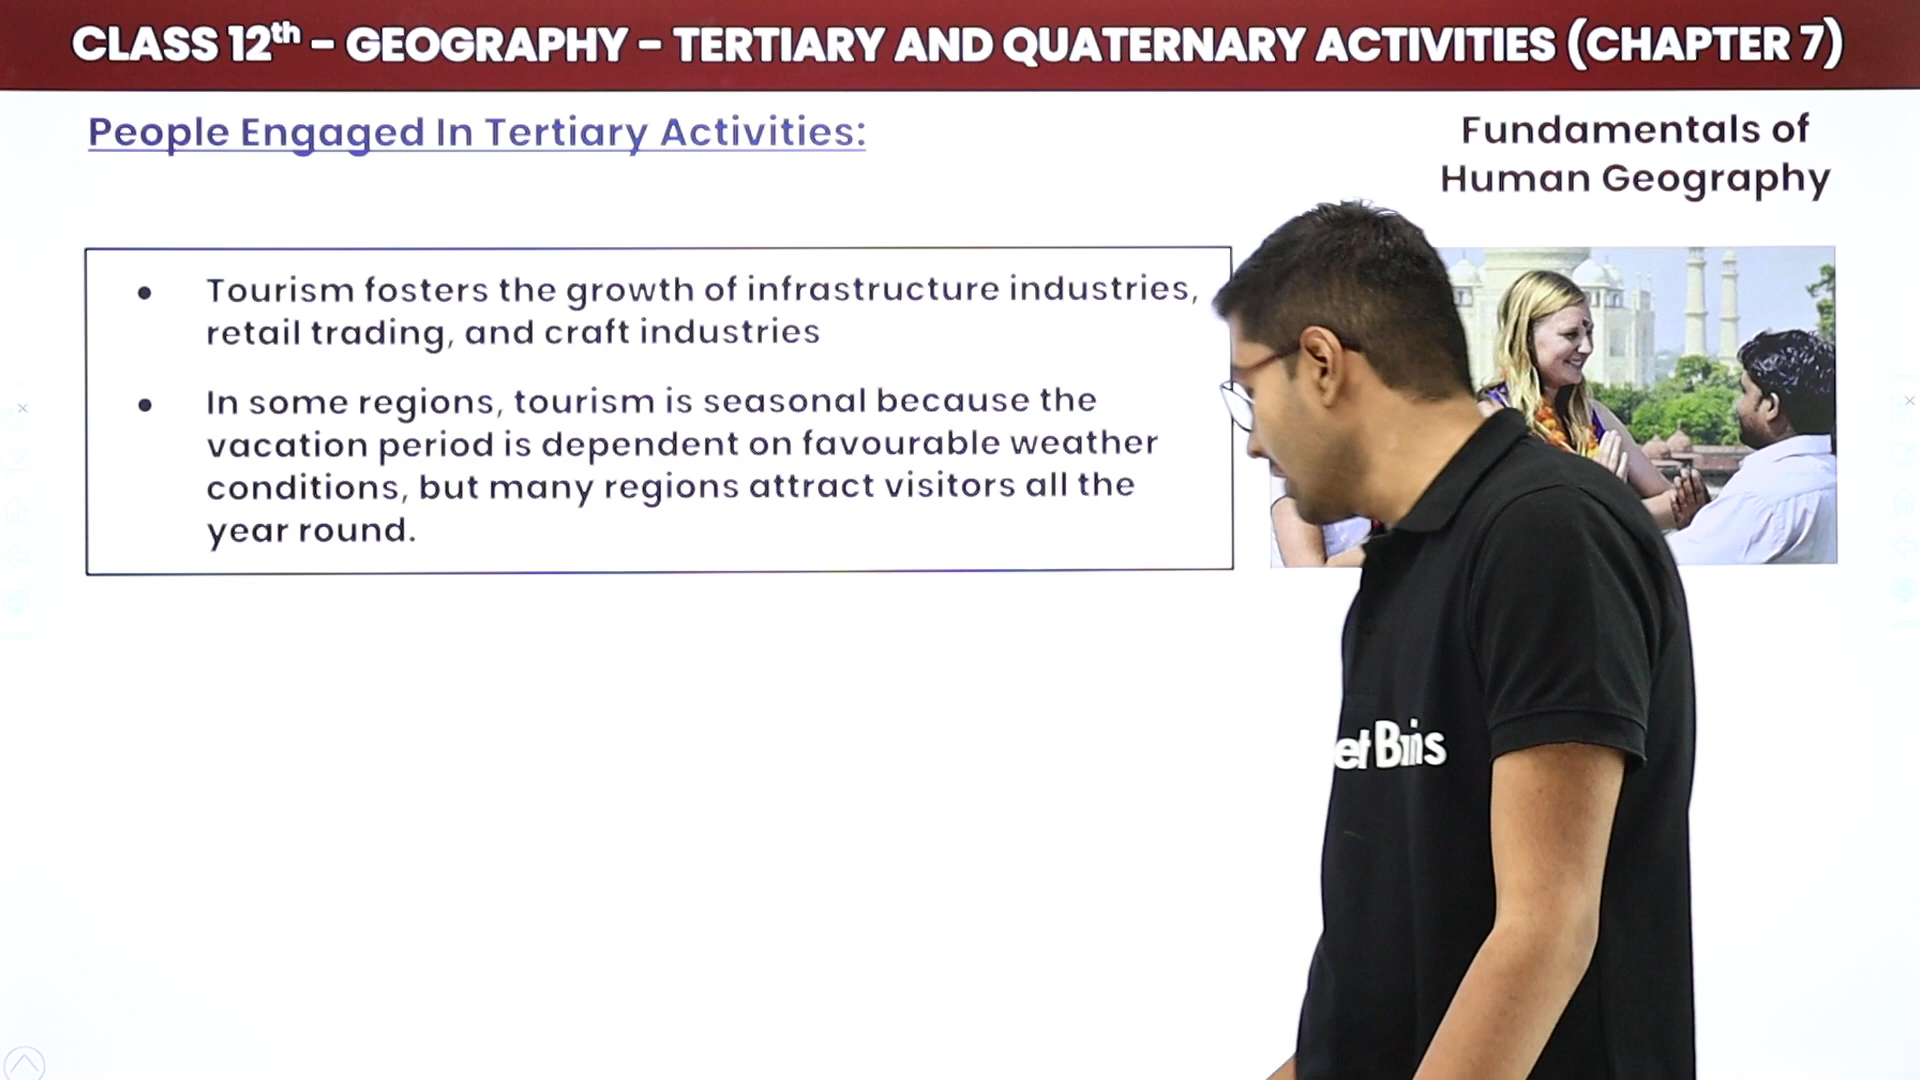 CLASS 12th – GEOGRAPHY – TERTIARY AND QUATERNARY ACTIVITIES (CHAPTER 7)
People Engaged In Tertiary Activities:
Fundamentals of
Human Geography
• Tourism fosters the growth of infrastructure industries,
retail trading, and craft industries
• In some regions, tourism is seasonal because the
vacation period is dependent on favourable weather
conditions, but many regions attract visitors all the
year round.